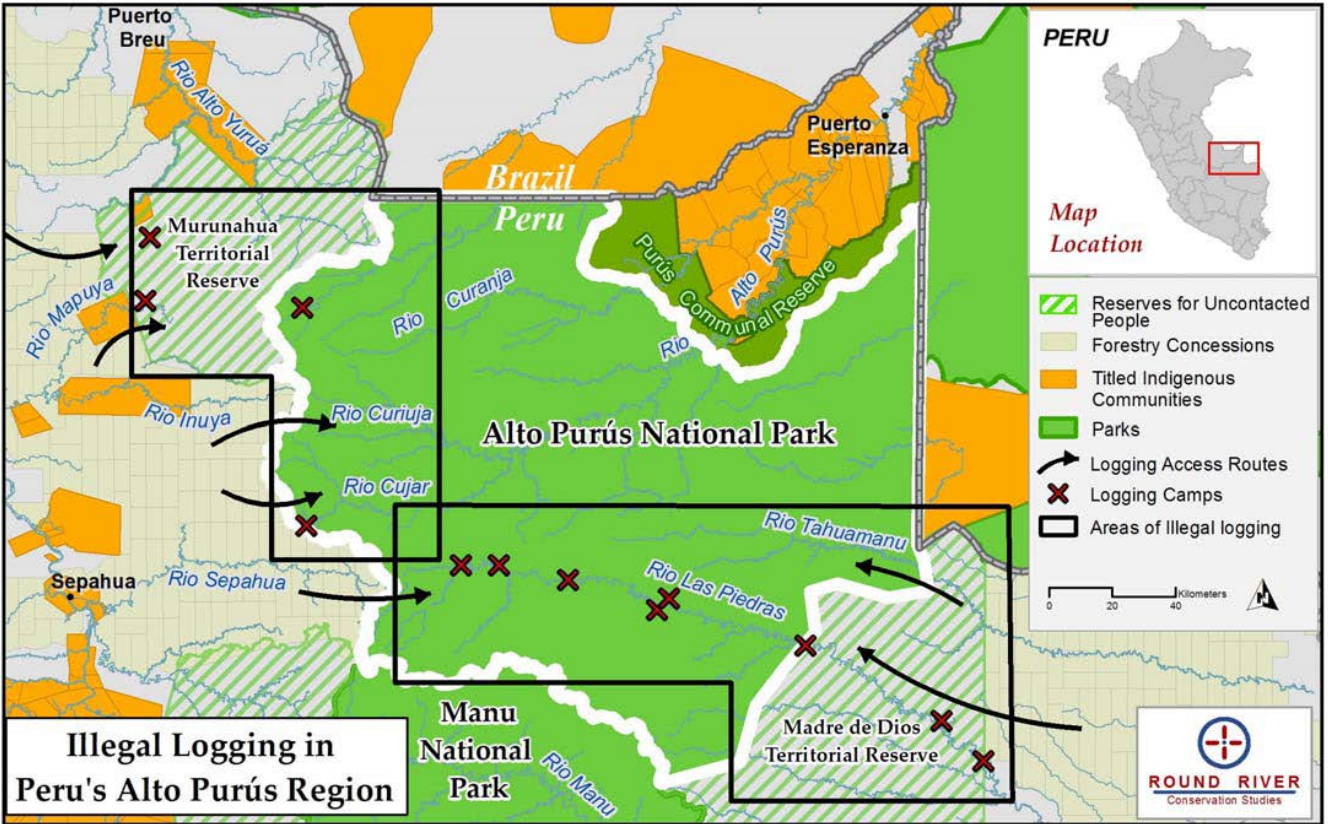 Puerto
Breu
Rio Alto Yuruá
Brazil
Peru
Puerto
Esperanza
Murunahua
Territorial
Reserve
Rio Mapuya
Rio Curanja
Purús Communal Reserve
Rio Alto Purús
Rio Inuya
Rio Curiuja
Alto Purús National Park
Rio Cujar
Rio Tahuamanu
Sepahua
Rio Sepahua
Rio Las Piedras
Manu
National
Park
Rio Manu
Madre de Dios
Territorial Reserve
Illegal Logging in
Peru's Alto Purús Region
PERU
Map
Location
Reserves for Uncontacted
People
Forestry Concessions
Titled Indigenous
Communities
Parks
Logging Access Routes
Logging Camps
Areas of Illegal logging
Kilometers
0 20 40
N
ROUND RIVER
Conservation Studies